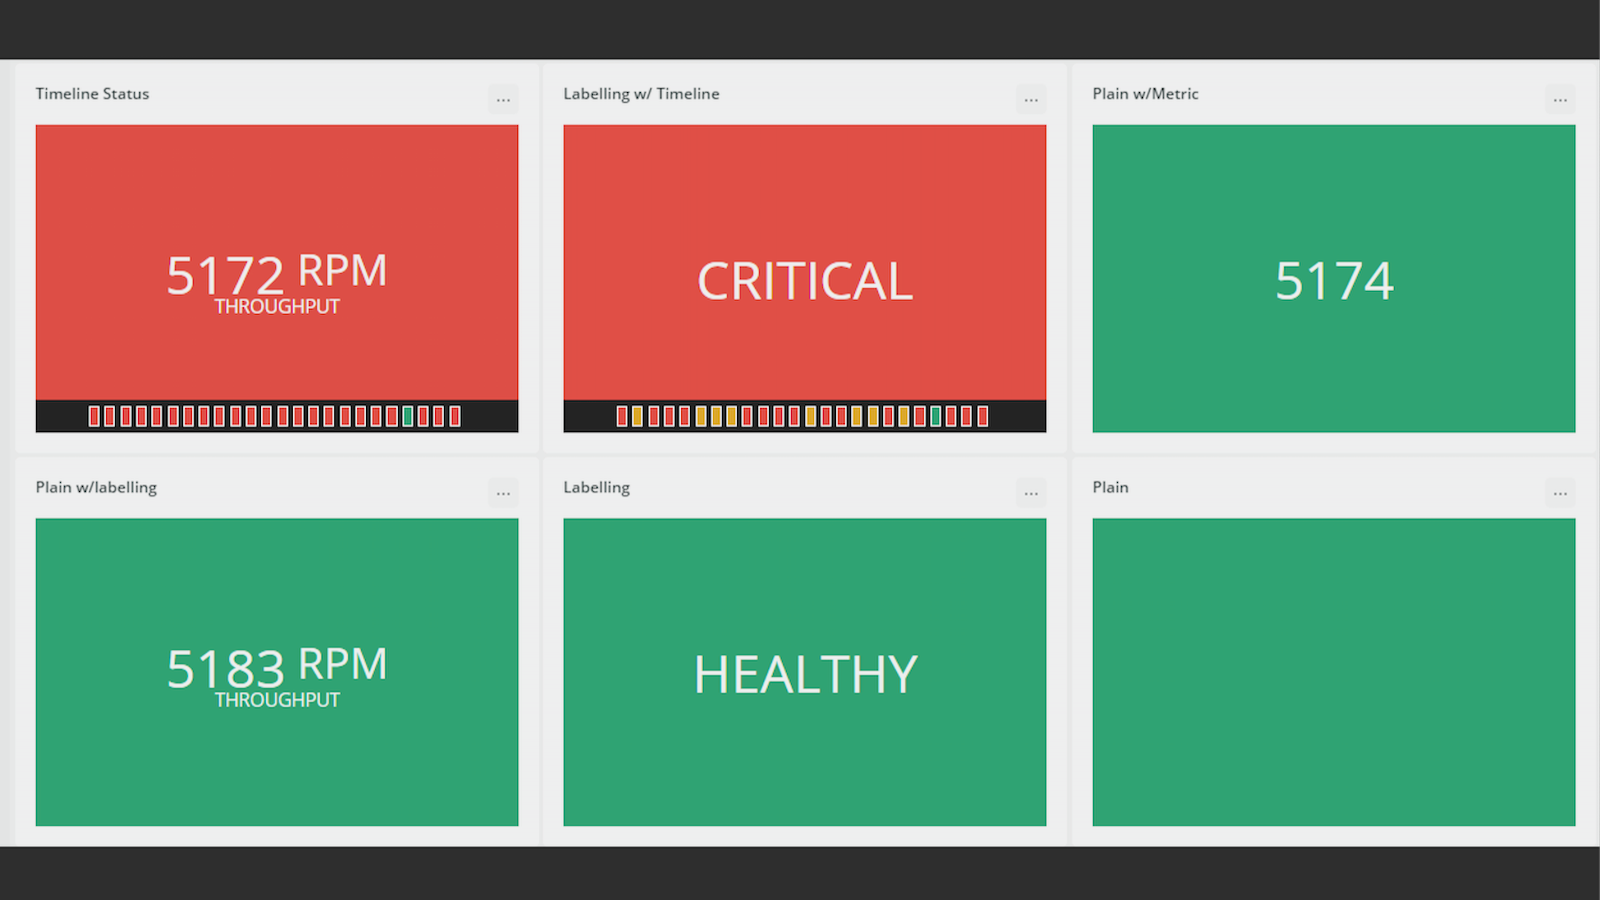 Timeline Status
...
5172 RPM
THROUGHPUT
Labelling w/ Timeline
...
CRITICAL
Plain w/Metric
...
5174
Plain w/labelling
...
5183 RPM
THROUGHPUT
Labelling
...
HEALTHY
Plain
...